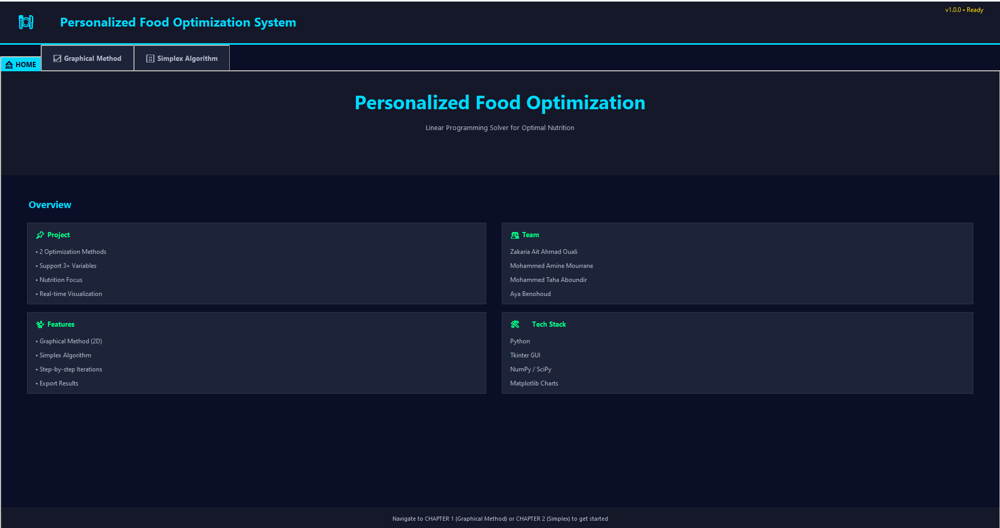 v1.0.0 • Ready
Personalized Food Optimization System
HOME
Graphical Method
Simplex Algorithm
Personalized Food Optimization
Linear Programming Solver for Optimal Nutrition
Overview
Project
• 2 Optimization Methods
• Support 3+ Variables
• Nutrition Focus
• Real-time Visualization
Team
Zakaria Ait Ahmad Ouali
Mohammed Amine Mourrane
Mohammed Taha Aboundir
Aya Benohoud
Features
• Graphical Method (2D)
• Simplex Algorithm
• Step-by-step Iterations
• Export Results
Tech Stack
Python
Tkinter GUI
NumPy / SciPy
Matplotlib Charts
Navigate to CHAPTER 1 (Graphical Method) or CHAPTER 2 (Simplex) to get started